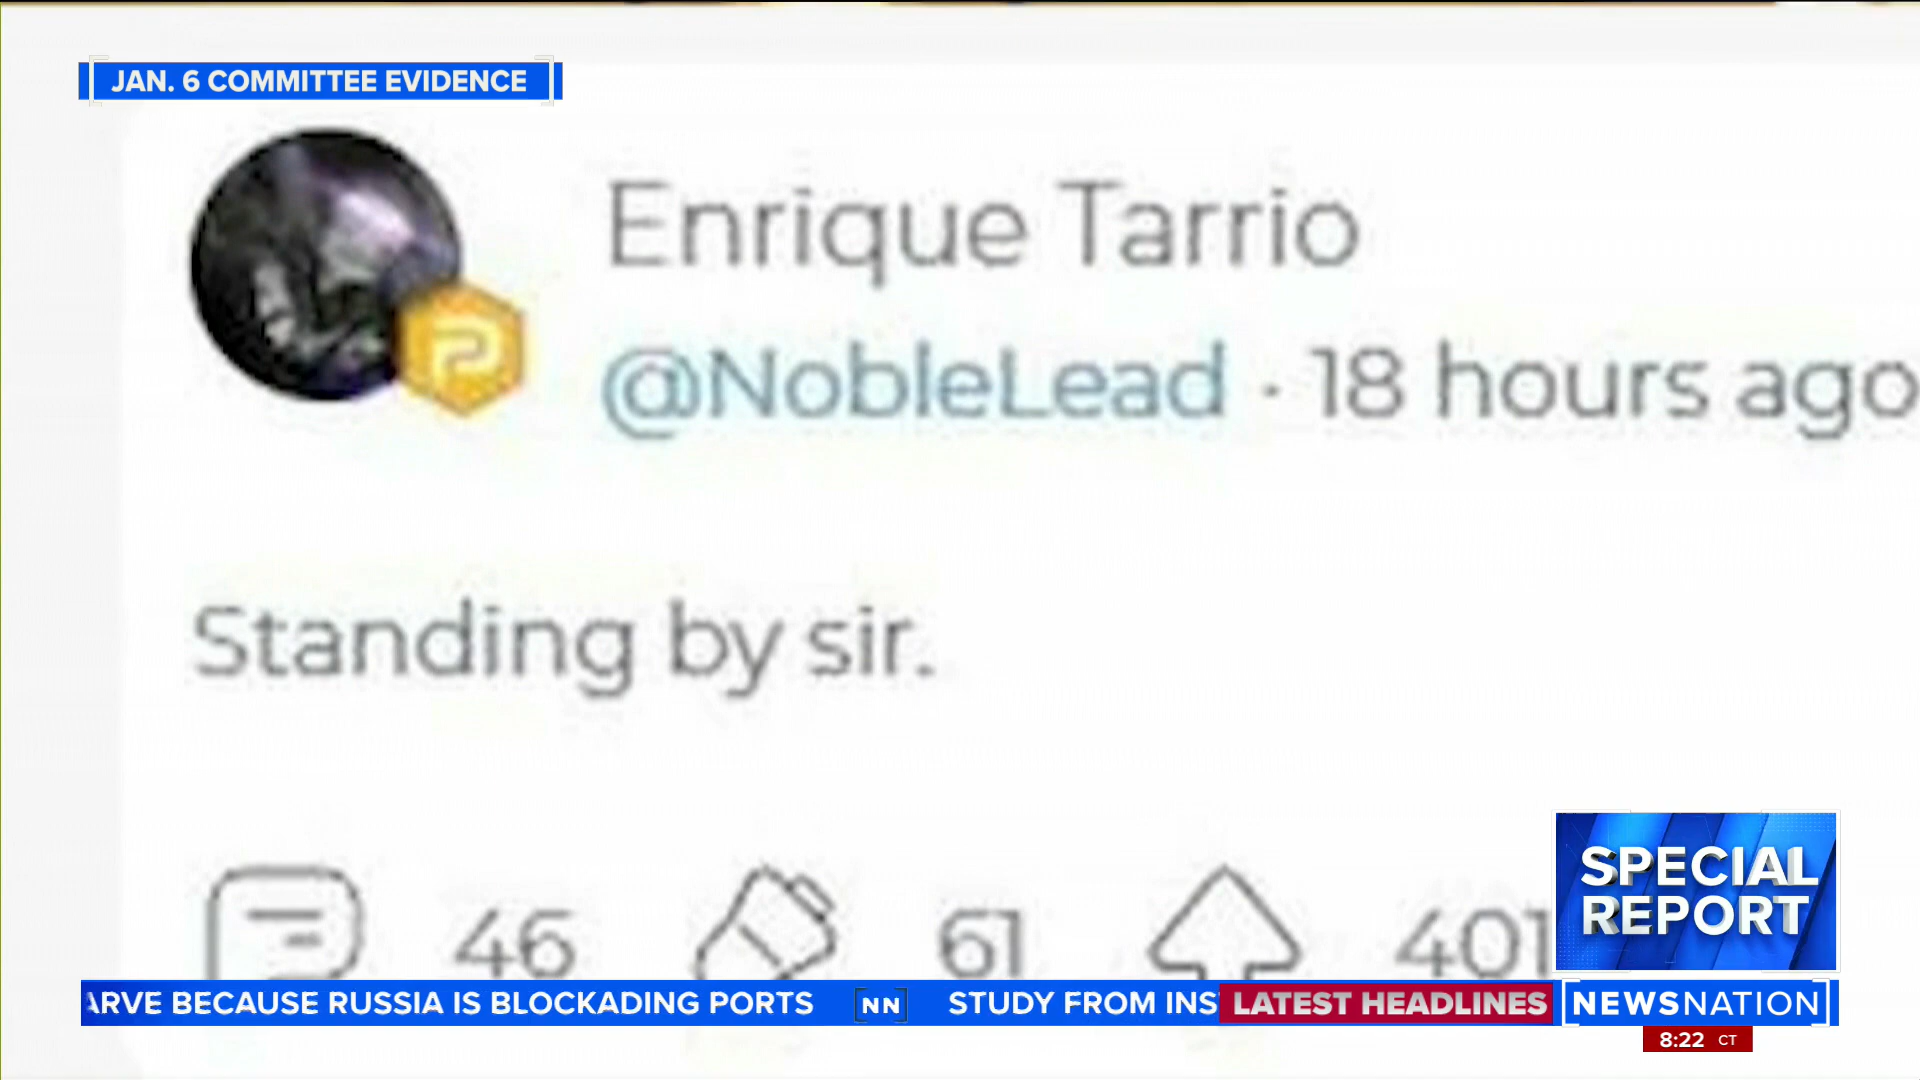 JAN. 6 COMMITTEE EVIDENCE
Enrique Tarrio
@NobleLead · 18 hours ago
Standing by sir.
46 61 401
SPECIAL
REPORT
ARVE BECAUSE RUSSIA IS BLOCKADING PORTS NN STUDY FROM INS LATEST HEADLINES NEWSNATION
8:22 CT